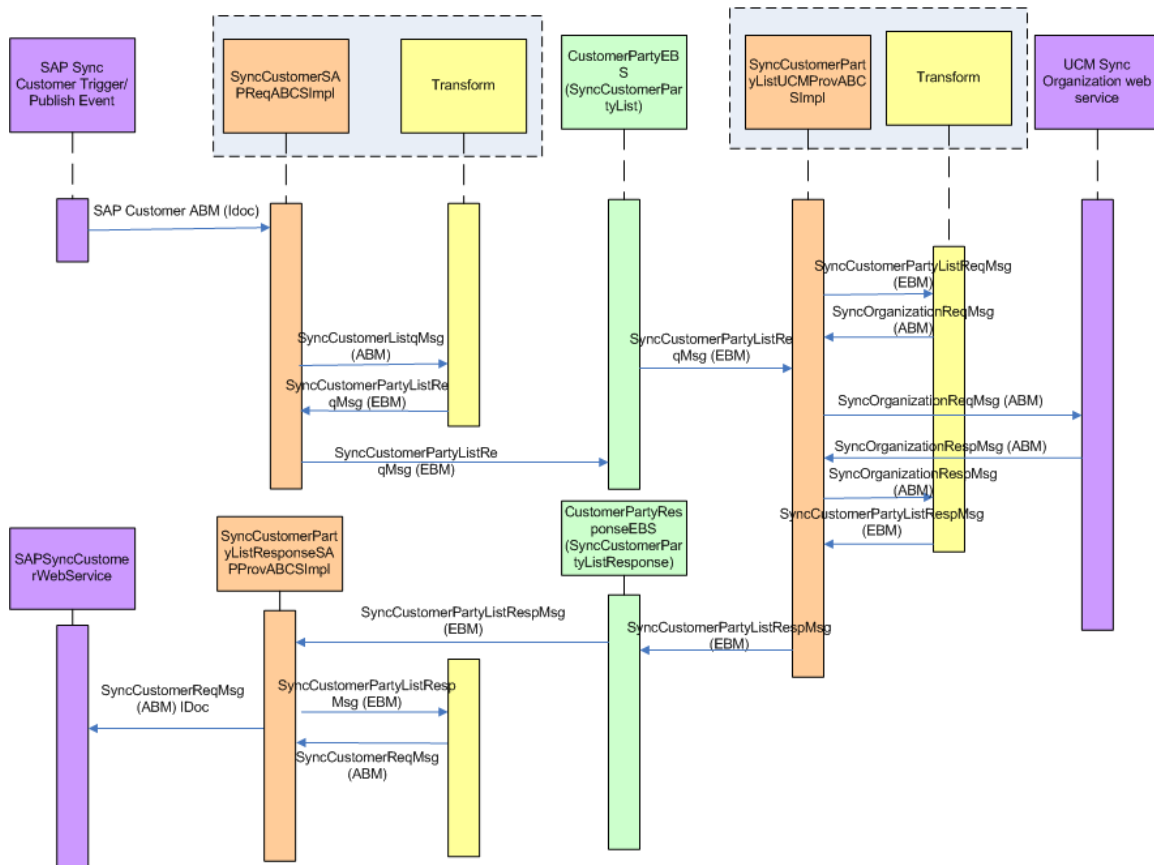 SAP Sync
Customer Trigger/
Publish Event
SyncCustomerSA
PReqABCSImpl
Transform
CustomerPartyEB
S
(SyncCustomerPa
rtyList)
SyncCustomerPart
yListUCMProvABC
SImpl
Transform
UCM Sync
Organization web
service
SAP Customer ABM (Idoc)
SyncCustomerPartyListReqMsg
(EBM)
SyncOrganizationReqMsg
(ABM)
SyncCustomerListqMsg
(ABM)
SyncCustomerPartyListRe
qMsg (EBM)
SyncCustomerPartyListRe
qMsg (EBM)
SyncOrganizationReqMsg (ABM)
SyncCustomerPartyListRe
qMsg (EBM)
SyncOrganizationRespMsg (ABM)
SyncOrganizationRespMsg
(ABM)
SyncCustomerPartyListRespMsg
(EBM)
SAPSyncCustome
rWebService
SyncCustomerPart
yListResponseSA
PProvABCSImpl
CustomerPartyRes
ponseEBS
(SyncCustomerPar
tyListResponse)
SyncCustomerPartyListRespMsg
(EBM)
SyncCustomerPartyListRespMsg
(EBM)
SyncCustomerPartyListResp
Msg (EBM)
SyncCustomerReqMsg
(ABM) IDoc
SyncCustomerReqMsg
(ABM)